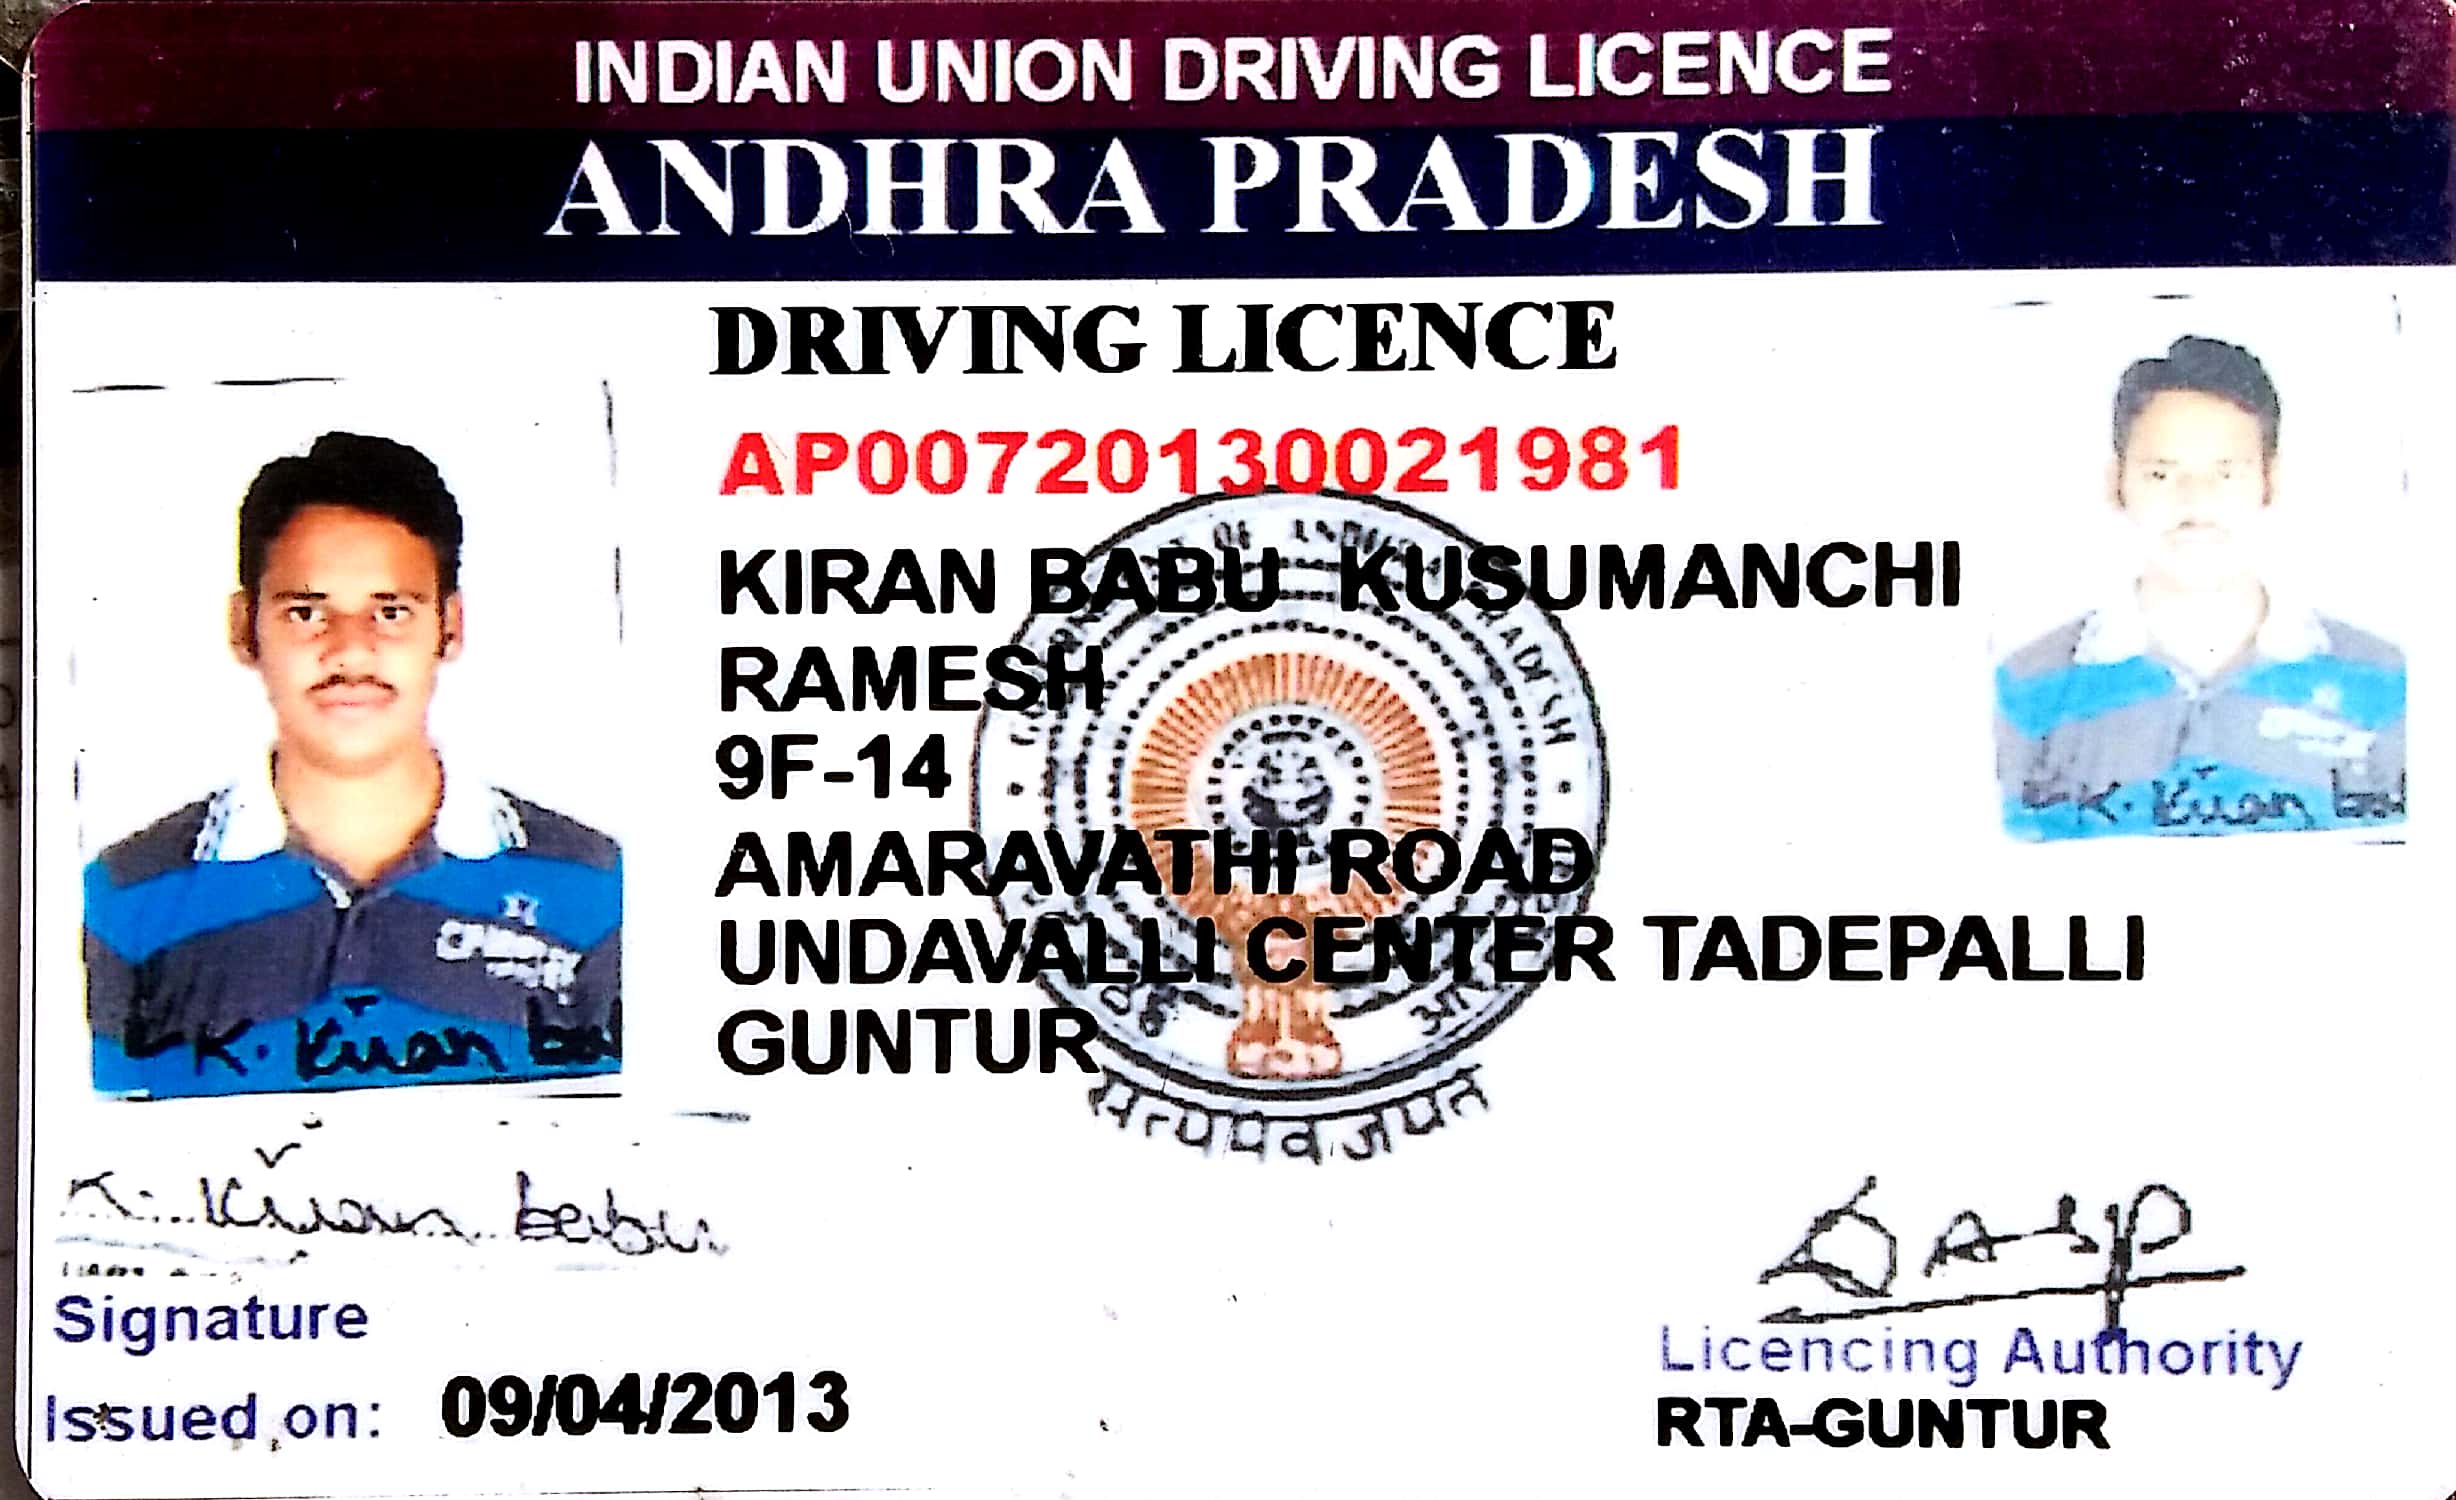 INDIAN UNION DRIVING LICENCE
ANDHRA PRADESH
DRIVING LICENCE
AP00720130021981
KIRAN BABU KUSUMANCHI
RAMESH
9F-14
AMARAVATHI ROAD
UNDAVALLI CENTER TADEPALLI
GUNTUR
सत्यमेव जयते
K. Kiran bab
K. Kiran bab
K. Kiran babu
Signature
Issued on: 09/04/2013
Licencing Authority
RTA-GUNTUR